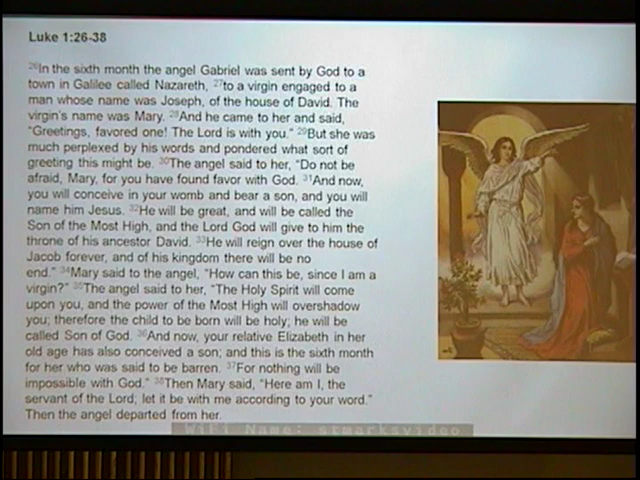 Luke 1:26-38
26In the sixth month the angel Gabriel was sent by God to a
town in Galilee called Nazareth, 27to a virgin engaged to a
man whose name was Joseph, of the house of David. The
virgin's name was Mary. 28And he came to her and said,
"Greetings, favored one! The Lord is with you." 29But she was
much perplexed by his words and pondered what sort of
greeting this might be. 30The angel said to her, "Do not be
afraid, Mary, for you have found favor with God. 31And now,
you will conceive in your womb and bear a son, and you will
name him Jesus. 32He will be great, and will be called the
Son of the Most High, and the Lord God will give to him the
throne of his ancestor David. 33He will reign over the house of
Jacob forever, and of his kingdom there will be no
end." 34Mary said to the angel, "How can this be, since I am a
virgin?" 35The angel said to her, "The Holy Spirit will come
upon you, and the power of the Most High will overshadow
you; therefore the child to be born will be holy; he will be
called Son of God. 36And now, your relative Elizabeth in her
old age has also conceived a son; and this is the sixth month
for her who was said to be barren. 37For nothing will be
impossible with God." 38Then Mary said, "Here am I, the
servant of the Lord; let it be with me according to your word."
Then the angel departed from her.
WiFi Name: stmarksvideo